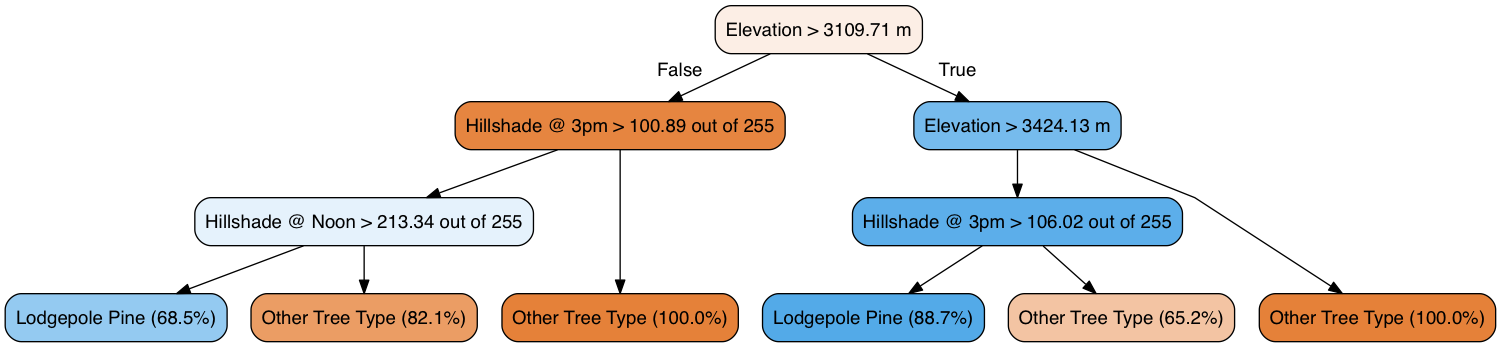 Elevation > 3109.71 m
False
True
Hillshade @ 3pm > 100.89 out of 255
Elevation > 3424.13 m
Hillshade @ Noon > 213.34 out of 255
Hillshade @ 3pm > 106.02 out of 255
Lodgepole Pine (68.5%)
Other Tree Type (82.1%)
Other Tree Type (100.0%)
Lodgepole Pine (88.7%)
Other Tree Type (65.2%)
Other Tree Type (100.0%)